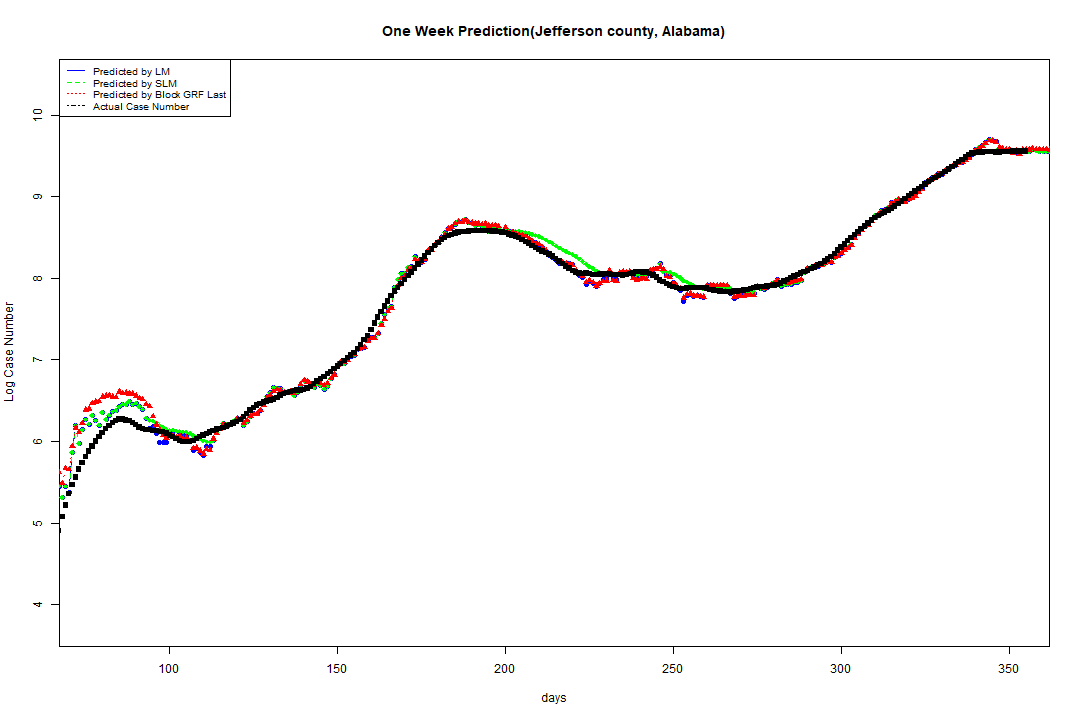 One Week Prediction(Jefferson county, Alabama)
Predicted by LM
Predicted by SLM
Predicted by Block GRF Last
Actual Case Number
10
9
8
7
6
5
4
Log Case Number
100 150 200 250 300 350
days